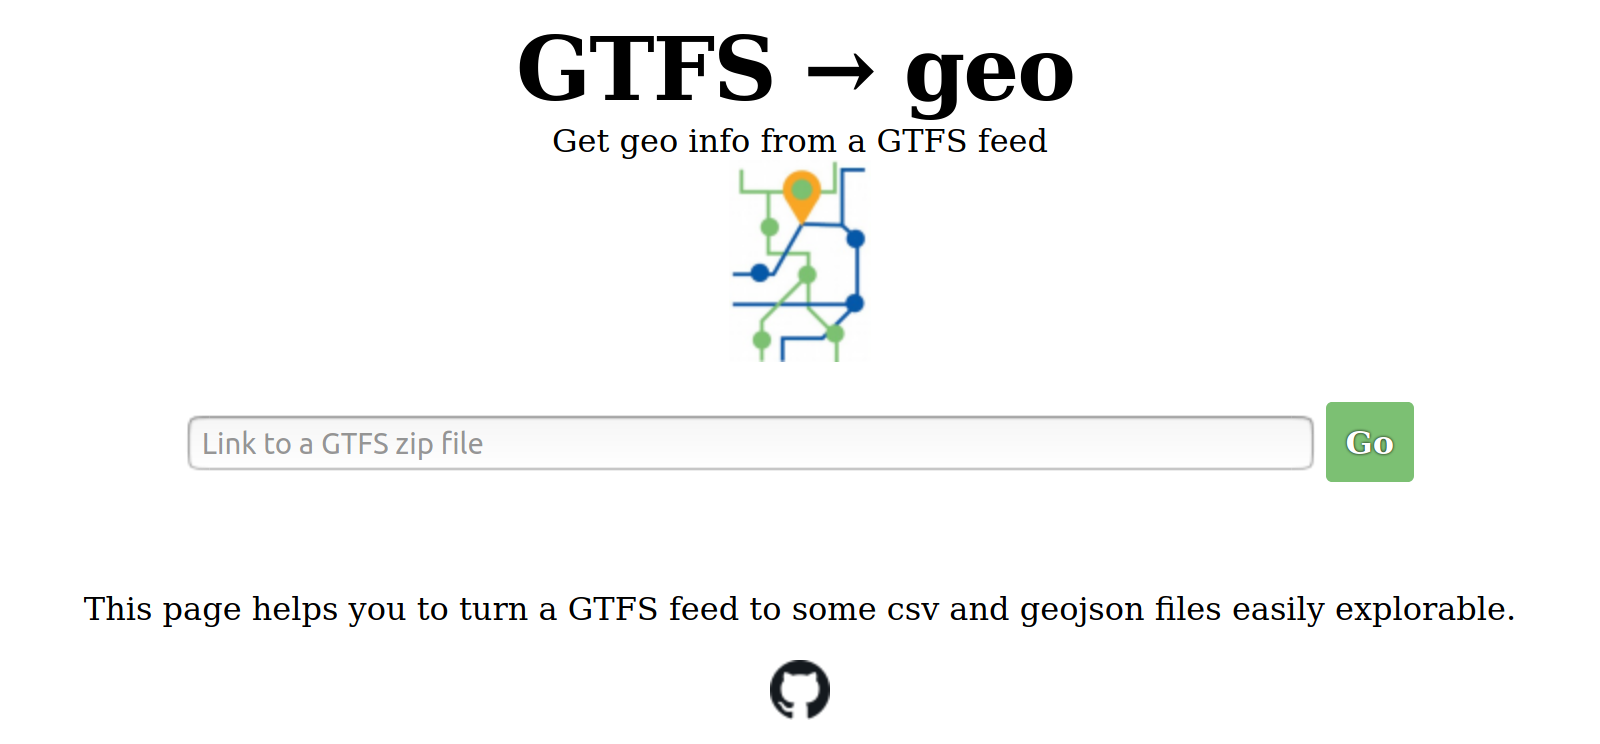 GTFS → geo
Get geo info from a GTFS feed
Link to a GTFS zip file
Go
This page helps you to turn a GTFS feed to some csv and geojson files easily explorable.